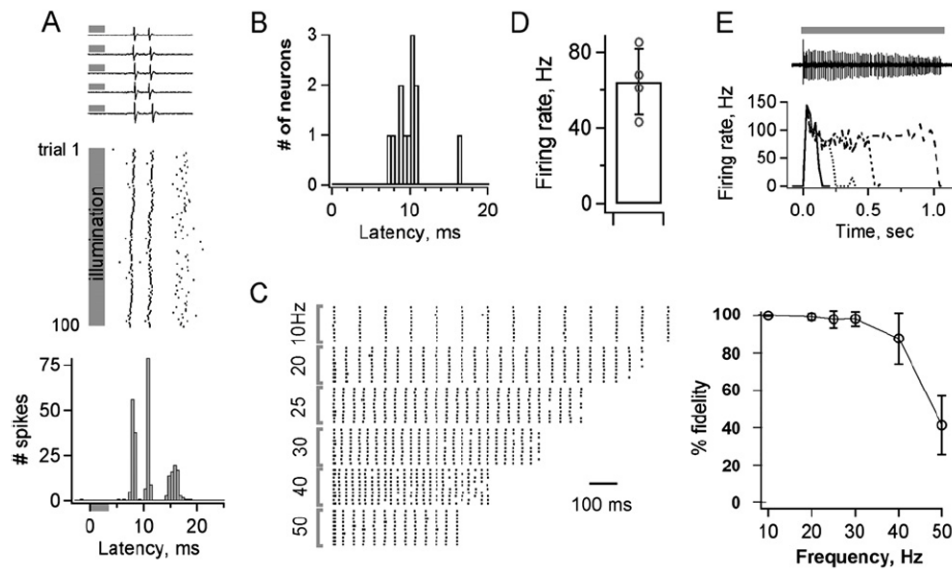 A
trial 1
illumination
100
# spikes
75
50
25
0
0 10 20
Latency, ms
B
# of neurons
3
2
1
0
0 10 20
Latency, ms
C
10Hz
20
25
30
40
50
100 ms
% fidelity
100
80
60
40
20
0
10 20 30 40 50
Frequency, Hz
D
Firing rate, Hz
80
40
0
E
Firing rate, Hz
150
100
50
0
0.0 0.5 1.0
Time, sec